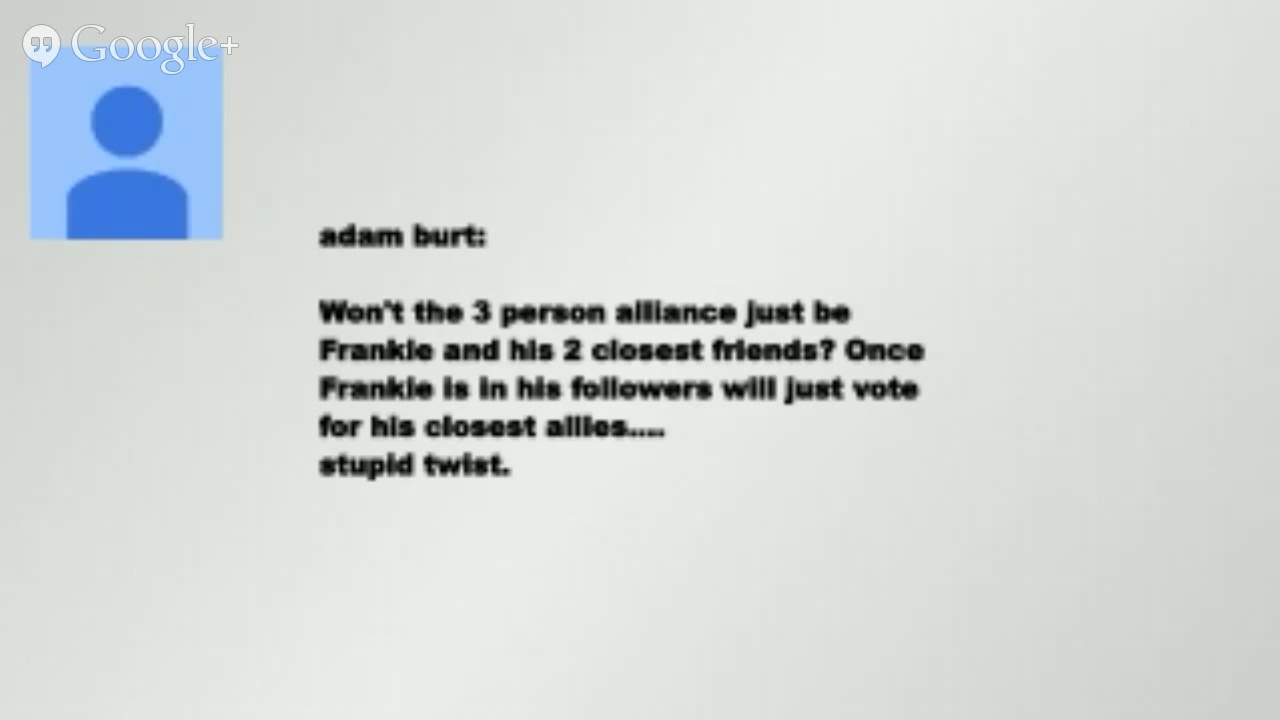 Google+
adam burt:
Won't the 3 person alliance just be
Frankie and his 2 closest friends? Once
Frankie is in his followers will just vote
for his closest allies.....
stupid twist.